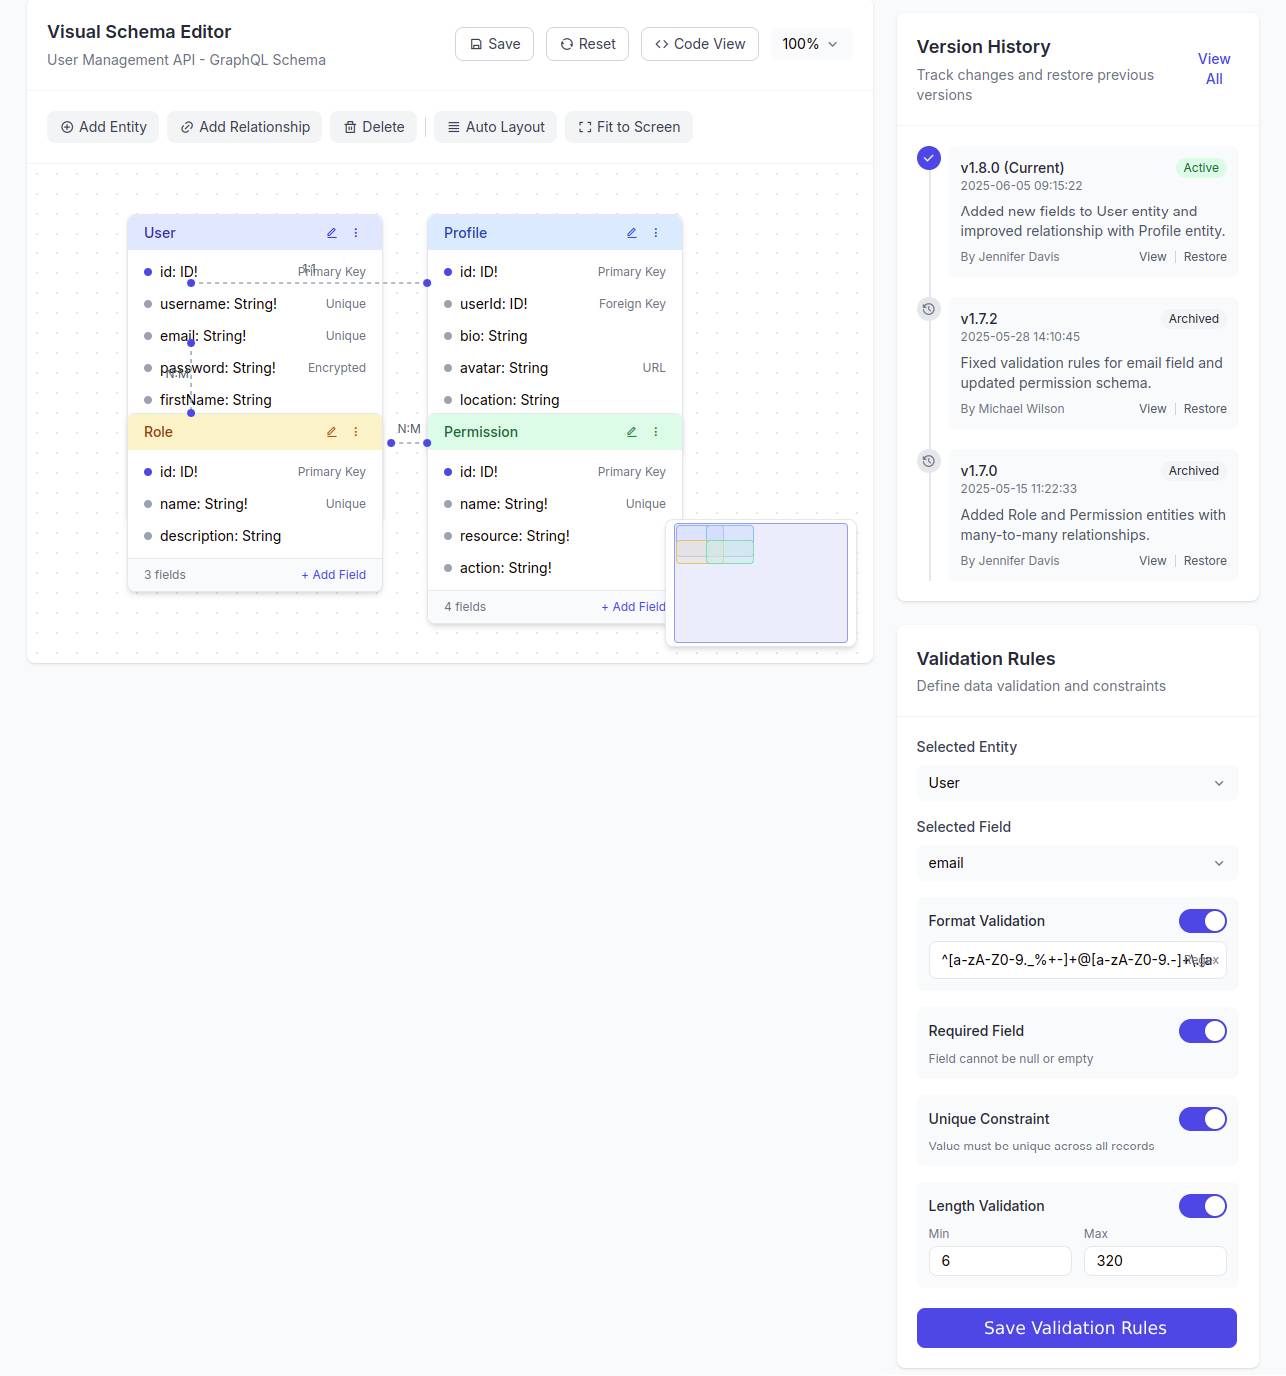 Visual Schema Editor
User Management API - GraphQL Schema
Save
Reset
Code View
100%
Add Entity
Add Relationship
Delete
Auto Layout
Fit to Screen
User
id: ID!
Primary Key
1:1
username: String!
Unique
email: String!
Unique
password: String!
Encrypted
N:M
firstName: String!
Profile
id: ID!
Primary Key
userId: ID!
Foreign Key
bio: String
avatar: String
URL
location: String
Role
id: ID!
Primary Key
name: String!
Unique
description: String
3 fields
+ Add Field
N:M
Permission
id: ID!
Primary Key
name: String!
Unique
resource: String!
action: String!
4 fields
+ Add Field
Version History
Track changes and restore previous
versions
View
All
v1.8.0 (Current)
Active
2025-06-05 09:15:22
Added new fields to User entity and
improved relationship with Profile entity.
By Jennifer Davis
View
Restore
v1.7.2
Archived
2025-05-28 14:10:45
Fixed validation rules for email field and
updated permission schema.
By Michael Wilson
View
Restore
v1.7.0
Archived
2025-05-15 11:22:33
Added Role and Permission entities with
many-to-many relationships.
By Jennifer Davis
View
Restore
Validation Rules
Define data validation and constraints
Selected Entity
User
Selected Field
email
Format Validation
^[a-zA-Z0-9._%+-]+@[a-zA-Z0-9.-]+\.[a-
Regex
Required Field
Field cannot be null or empty
Unique Constraint
Value must be unique across all records
Length Validation
Min
Max
6
320
Save Validation Rules